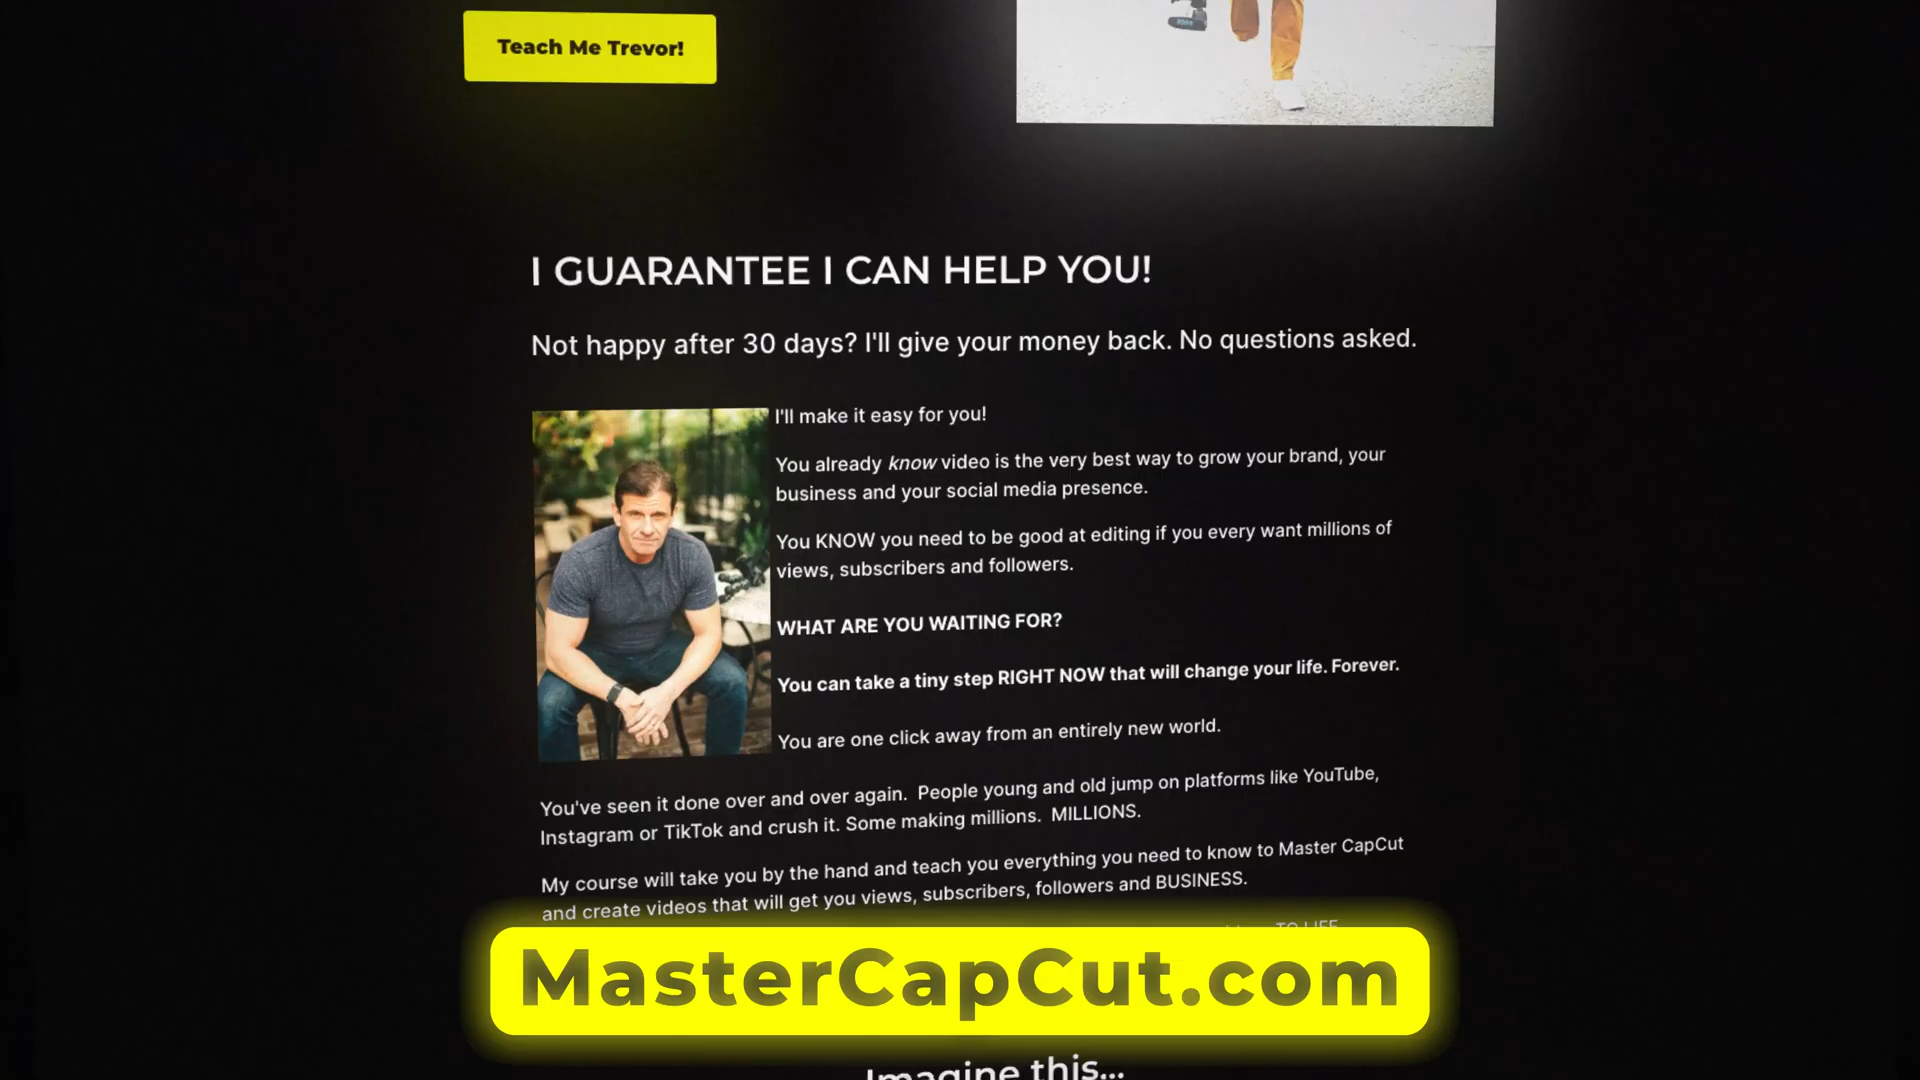 Teach Me Trevor!
I GUARANTEE I CAN HELP YOU!
Not happy after 30 days? I'll give your money back. No questions asked.
I'll make it easy for you!
You already know video is the very best way to grow your brand, your
business and your social media presence.
You KNOW you need to be good at editing if you every want millions of
views, subscribers and followers.
WHAT ARE YOU WAITING FOR?
You can take a tiny step RIGHT NOW that will change your life. Forever.
You are one click away from an entirely new world.
You've seen it done over and over again. People young and old jump on platforms like YouTube,
Instagram or TikTok and crush it. Some making millions. MILLIONS.
My course will take you by the hand and teach you everything you need to know to Master CapCut
and create videos that will get you views, subscribers, followers and BUSINESS.
TO LIFE
MasterCapCut.com
Imagine this...